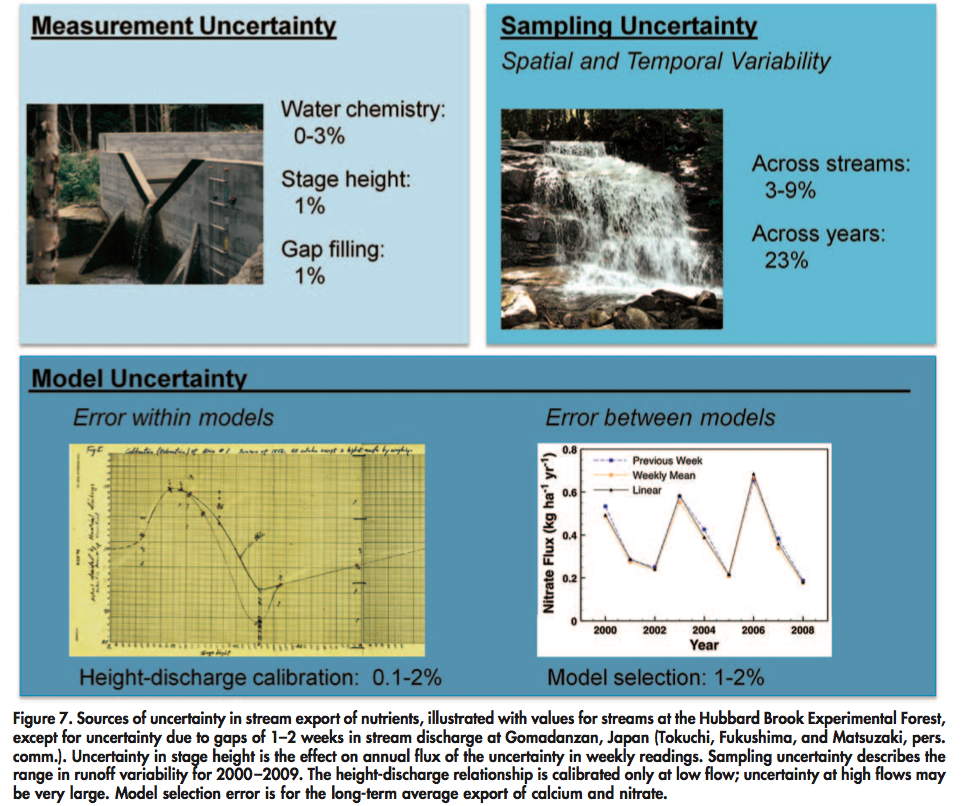 Measurement Uncertainty
Water chemistry:
0-3%
Stage height:
1%
Gap filling:
1%
Sampling Uncertainty
Spatial and Temporal Variability
Across streams:
3-9%
Across years:
23%
Model Uncertainty
Error within models
Height-discharge calibration: 0.1-2%
Error between models
0.8
0.6
0.4
0.2
0
Nitrate Flux (kg ha⁻¹ yr⁻¹)
Previous Week
Weekly Mean
Linear
2000 2002 2004 2006 2008
Year
Model selection: 1-2%
Figure 7. Sources of uncertainty in stream export of nutrients, illustrated with values for streams at the Hubbard Brook Experimental Forest,
except for uncertainty due to gaps of 1–2 weeks in stream discharge at Gomadanzan, Japan (Tokuchi, Fukushima, and Matsuzaki, pers.
comm.). Uncertainty in stage height is the effect on annual flux of the uncertainty in weekly readings. Sampling uncertainty describes the
range in runoff variability for 2000–2009. The height-discharge relationship is calibrated only at low flow; uncertainty at high flows may
be very large. Model selection error is for the long-term average export of calcium and nitrate.